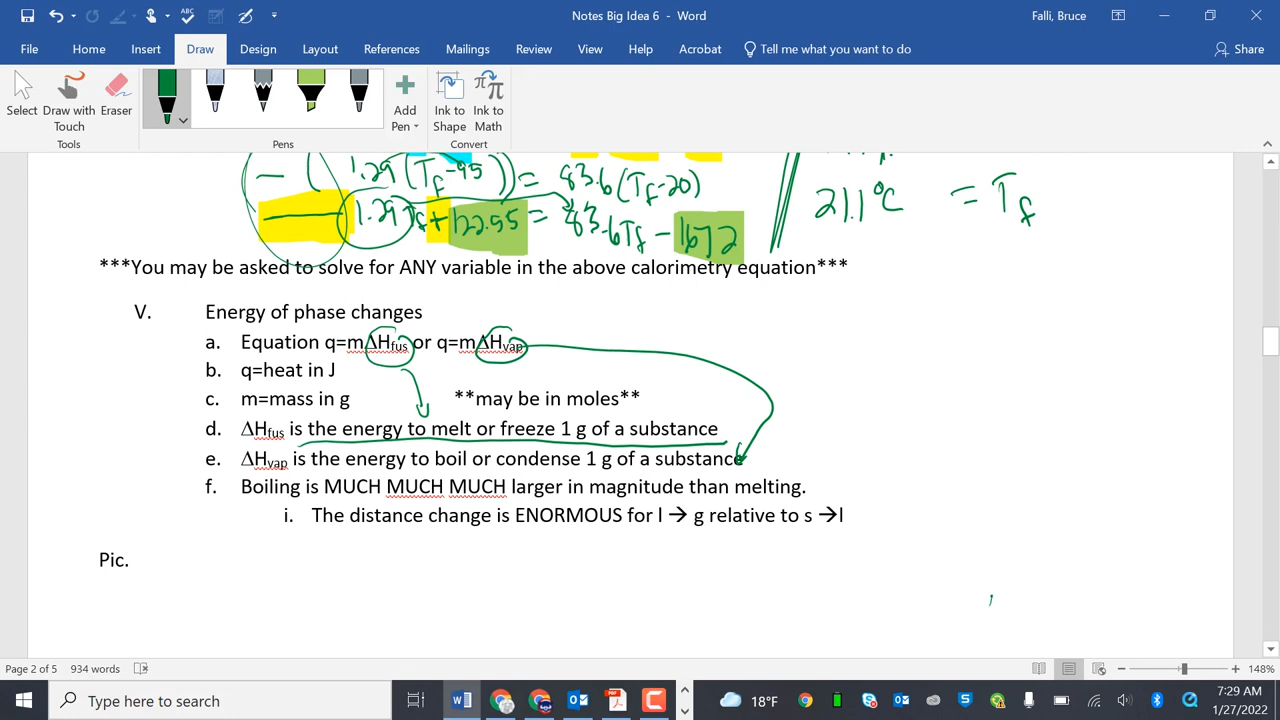 Notes Big Idea 6 - Word
Falli, Bruce
File Home Insert Draw Design Layout References Mailings Review View Help Acrobat Tell me what you want to do Share
Select Draw with Touch Eraser Add Pen Ink to Shape Ink to Math
Tools Pens Convert
- ( 1.29 (Tf -95)) = 83.6 (Tf -20)
1.29 Tf + 122.55 = 83.6Tf - 1672
21.1°C = Tf
***You may be asked to solve for ANY variable in the above calorimetry equation***
V. Energy of phase changes
a. Equation q=m∆Hfus or q=m∆Hvap
b. q=heat in J
c. m=mass in g **may be in moles**
d. ∆Hfus is the energy to melt or freeze 1 g of a substance
e. ∆Hvap is the energy to boil or condense 1 g of a substance
f. Boiling is MUCH MUCH MUCH larger in magnitude than melting.
i. The distance change is ENORMOUS for l → g relative to s →l
Pic.
Page 2 of 5 934 words 148%
Type here to search
18°F
7:29 AM
1/27/2022